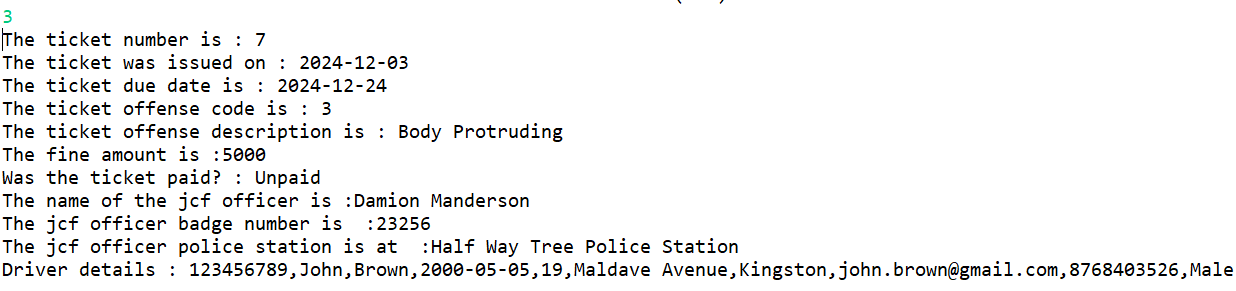 3
The ticket number is : 7
The ticket was issued on : 2024-12-03
The ticket due date is : 2024-12-24
The ticket offense code is : 3
The ticket offense description is : Body Protruding
The fine amount is :5000
Was the ticket paid? : Unpaid
The name of the jcf officer is :Damion Manderson
The jcf officer badge number is  :23256
The jcf officer police station is at  :Half Way Tree Police Station
Driver details : 123456789,John,Brown,2000-05-05,19,Maldave Avenue,Kingston,john.brown@gmail.com,8768403526,Male